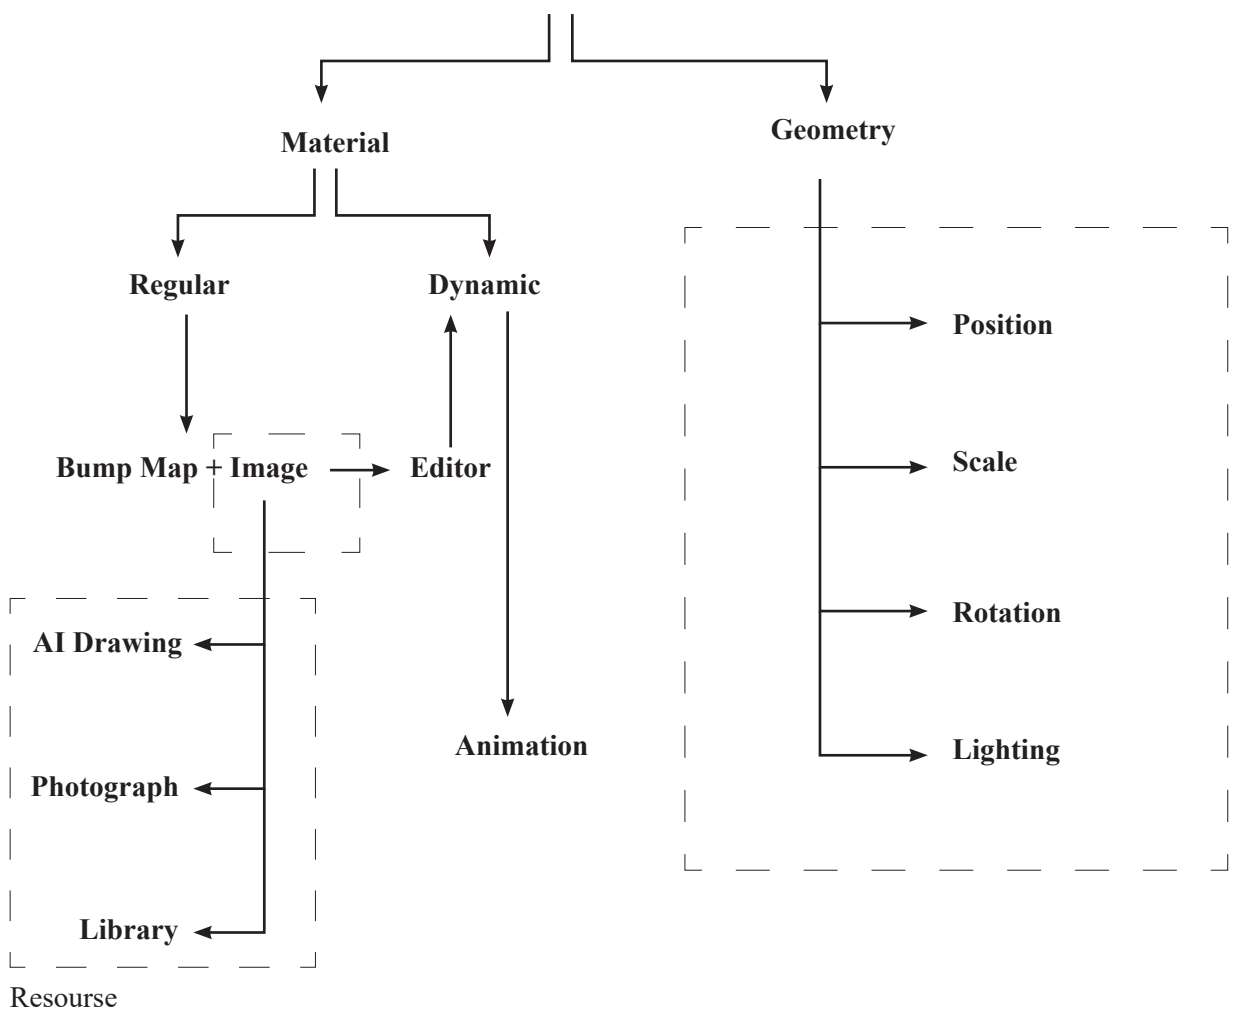 Material
Geometry
Regular
Dynamic
Position
Bump Map + Image
Editor
Scale
Rotation
AI Drawing
Animation
Lighting
Photograph
Library
Resourse